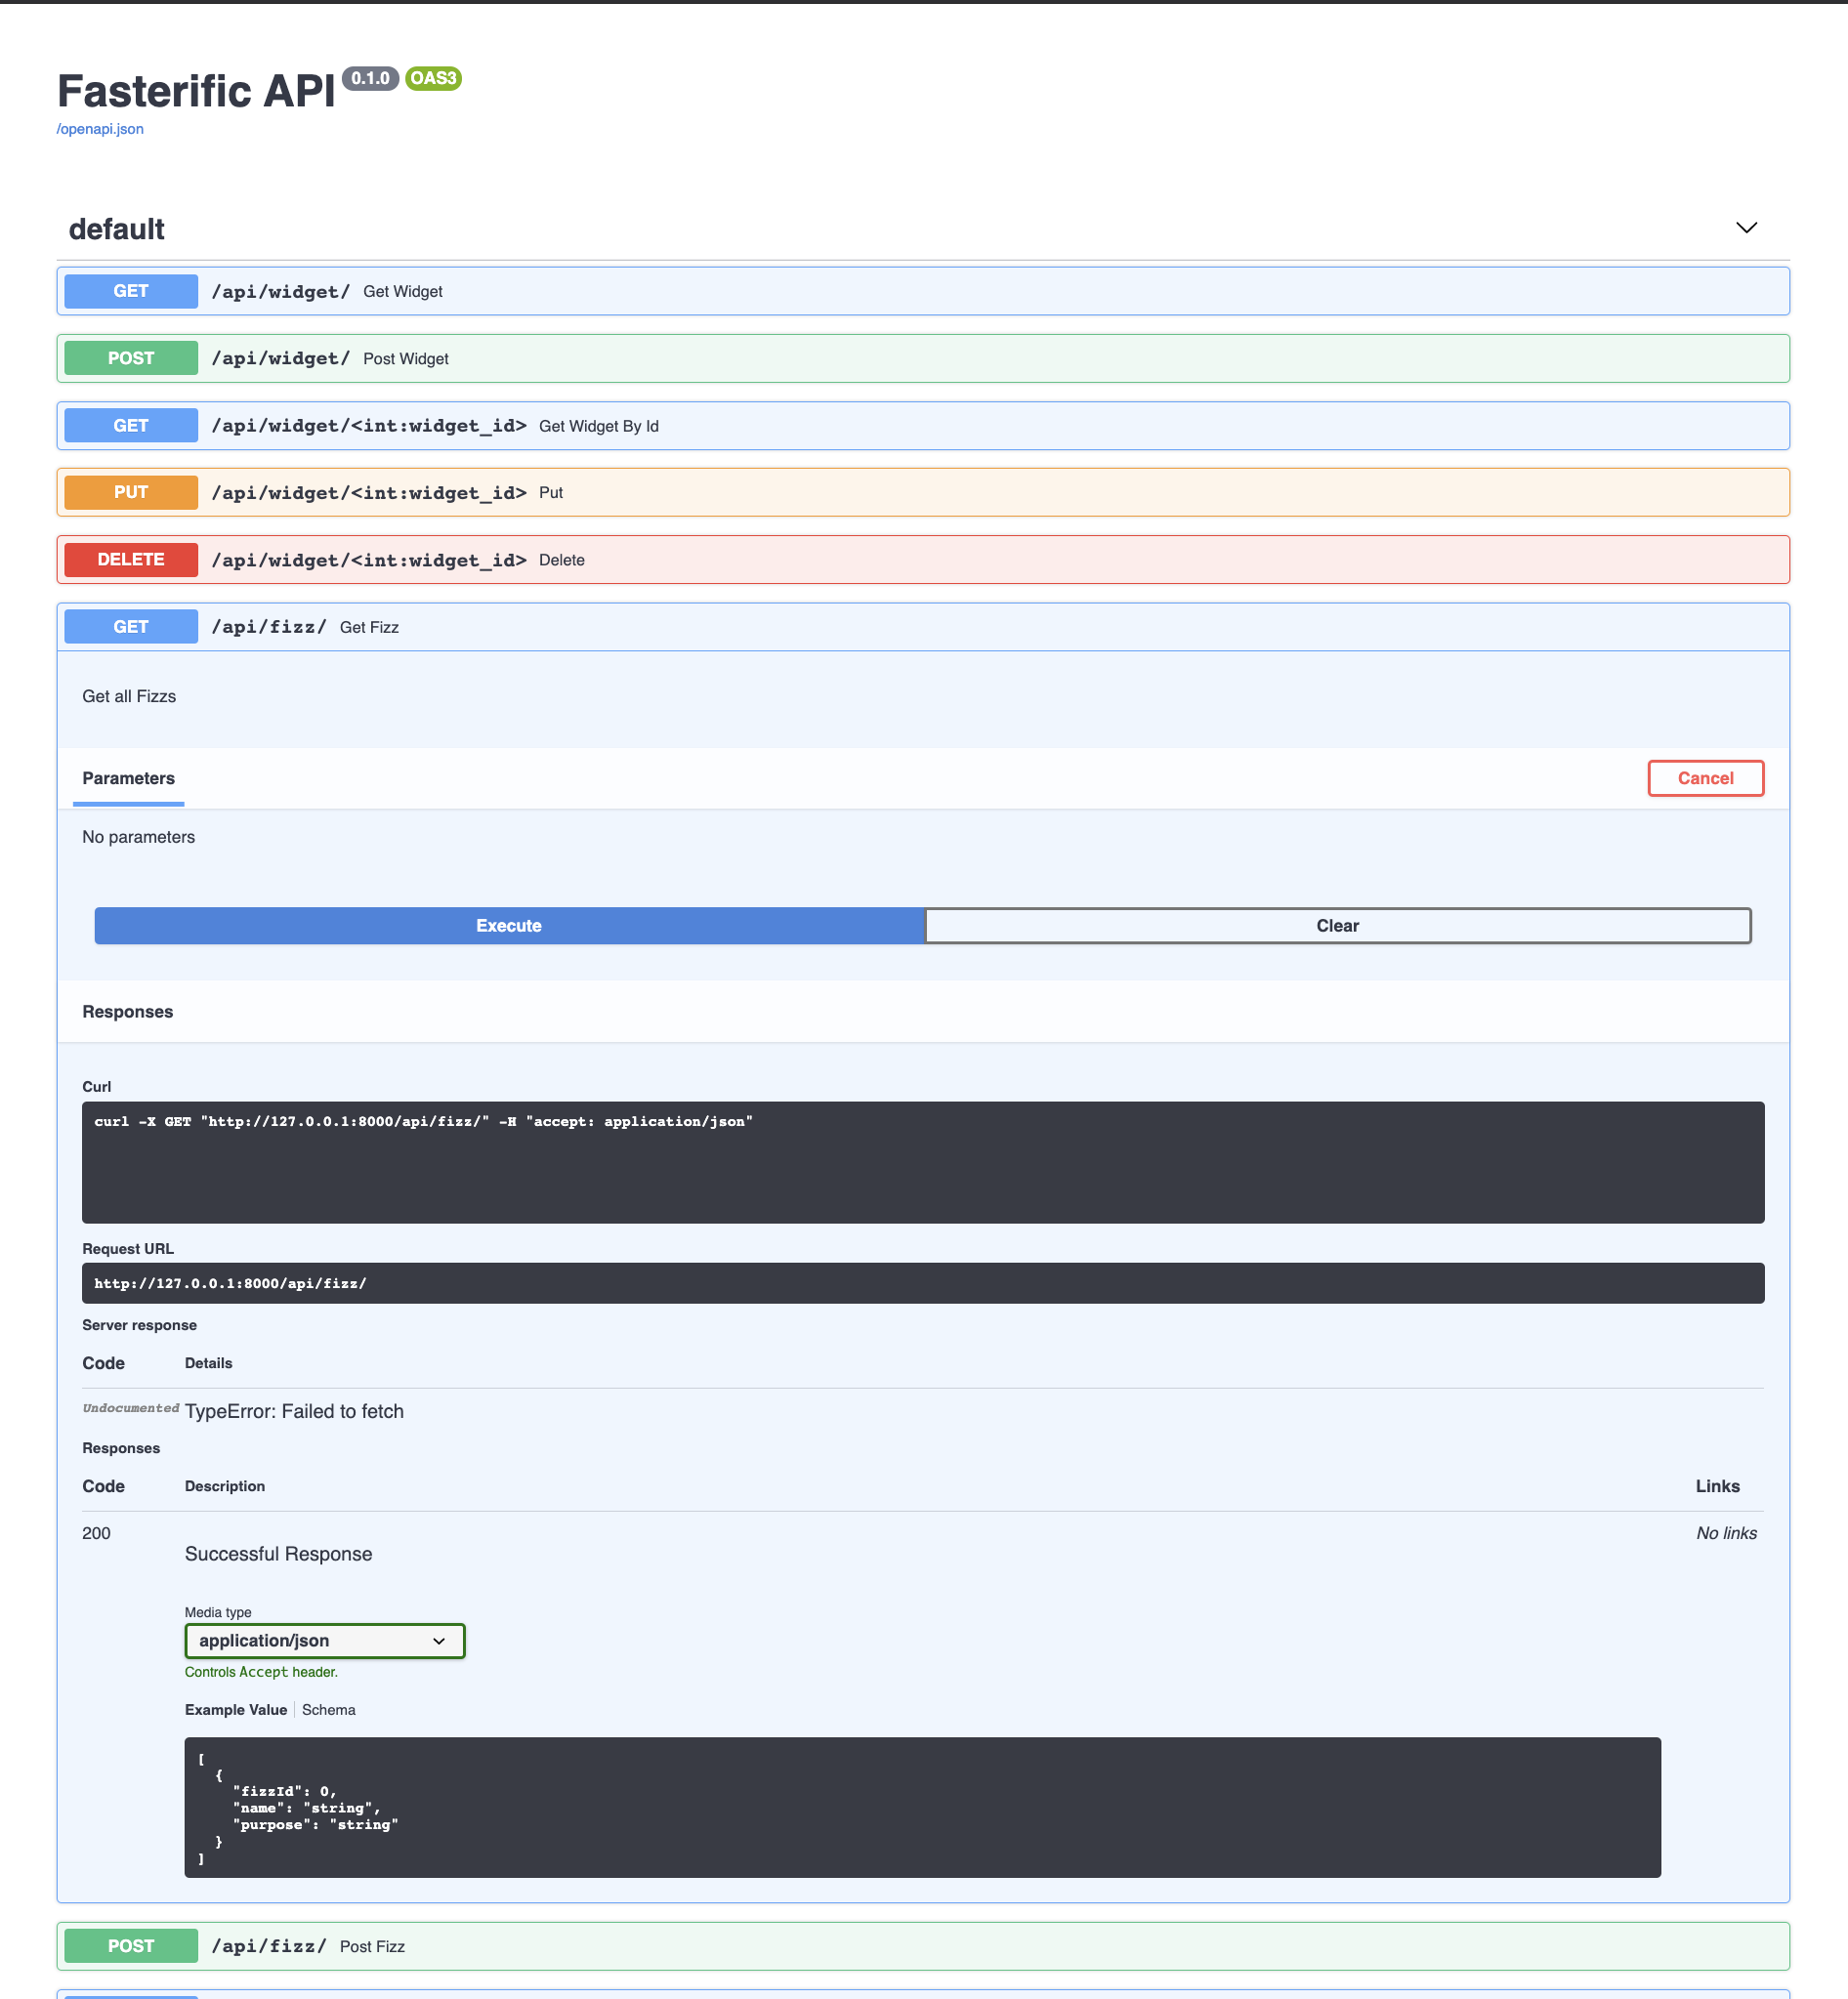 Fasterific API 0.1.0 OAS3
/openapi.json
default
GET /api/widget/ Get Widget
POST /api/widget/ Post Widget
GET /api/widget/<int:widget_id> Get Widget By Id
PUT /api/widget/<int:widget_id> Put
DELETE /api/widget/<int:widget_id> Delete
GET /api/fizz/ Get Fizz
Get all Fizzs
Parameters Cancel
No parameters
Execute Clear
Responses
Curl
curl -X GET "http://127.0.0.1:8000/api/fizz/" -H "accept: application/json"
Request URL
http://127.0.0.1:8000/api/fizz/
Server response
Code Details
Undocumented TypeError: Failed to fetch
Responses
Code Description Links
200 No links
Successful Response
Media type
application/json
Controls Accept header.
Example Value Schema
[
  {
    "fizzId": 0,
    "name": "string",
    "purpose": "string"
  }
]
POST /api/fizz/ Post Fizz